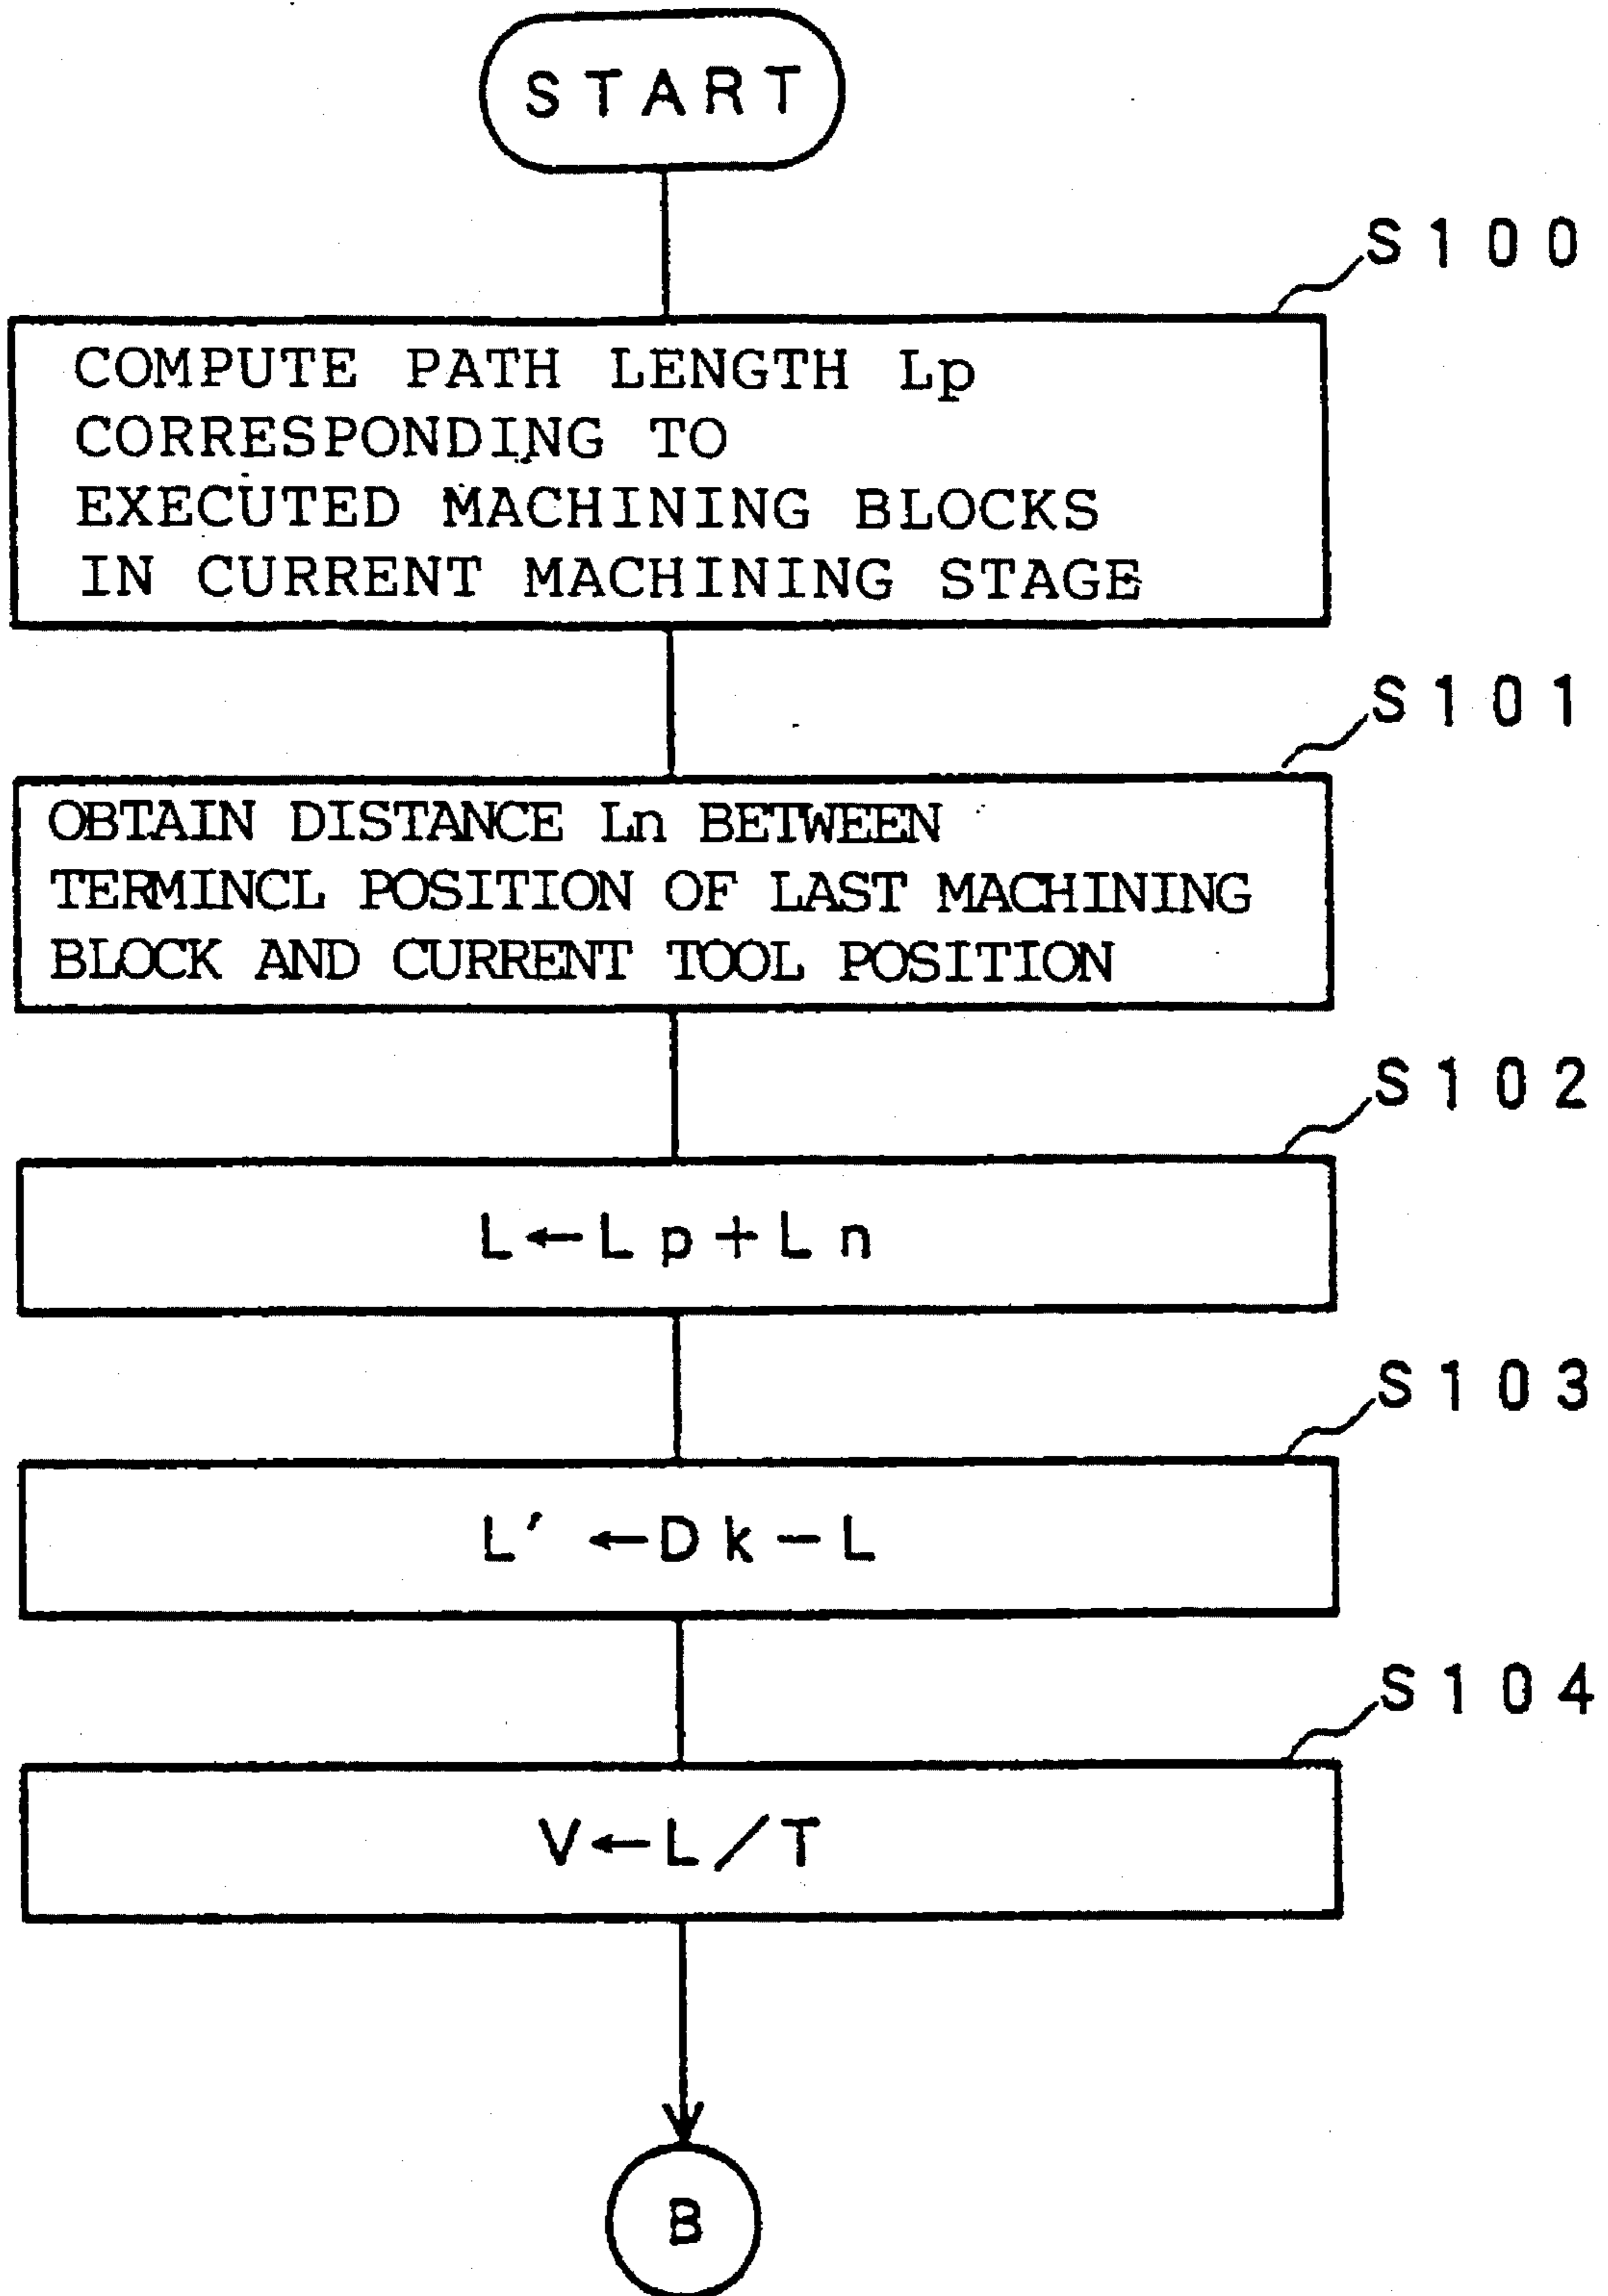 START
S100
COMPUTE PATH LENGTH Lp
CORRESPONDING TO
EXECUTED MACHINING BLOCKS
IN CURRENT MACHINING STAGE
S101
OBTAIN DISTANCE Ln BETWEEN
TERMINCL POSITION OF LAST MACHINING
BLOCK AND CURRENT TOOL POSITION
S102
L←Lp+Ln
S103
L′←Dk−L
S104
V←L/T
B